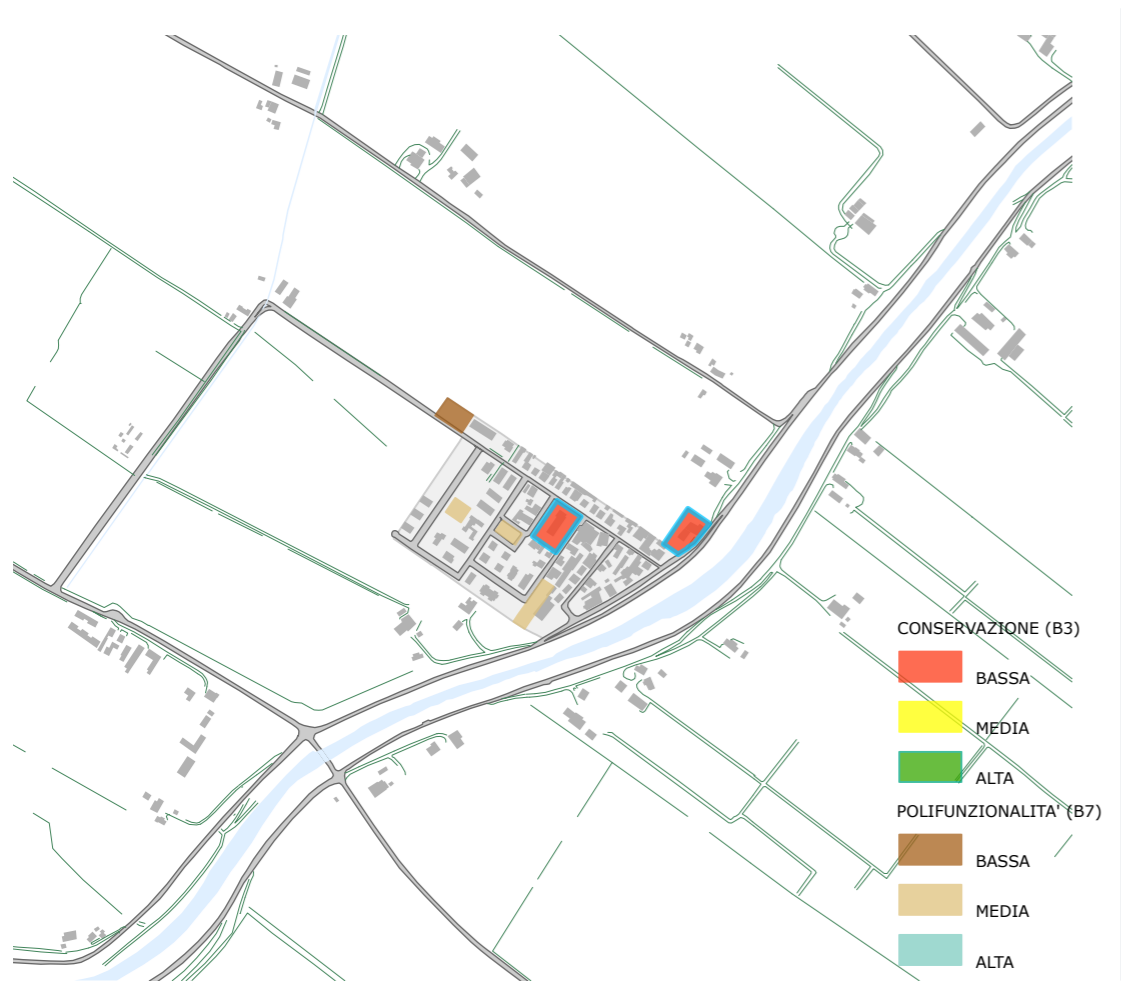 CONSERVAZIONE (B3)
BASSA
MEDIA
ALTA
POLIFUNZIONALITA' (B7)
BASSA
MEDIA
ALTA